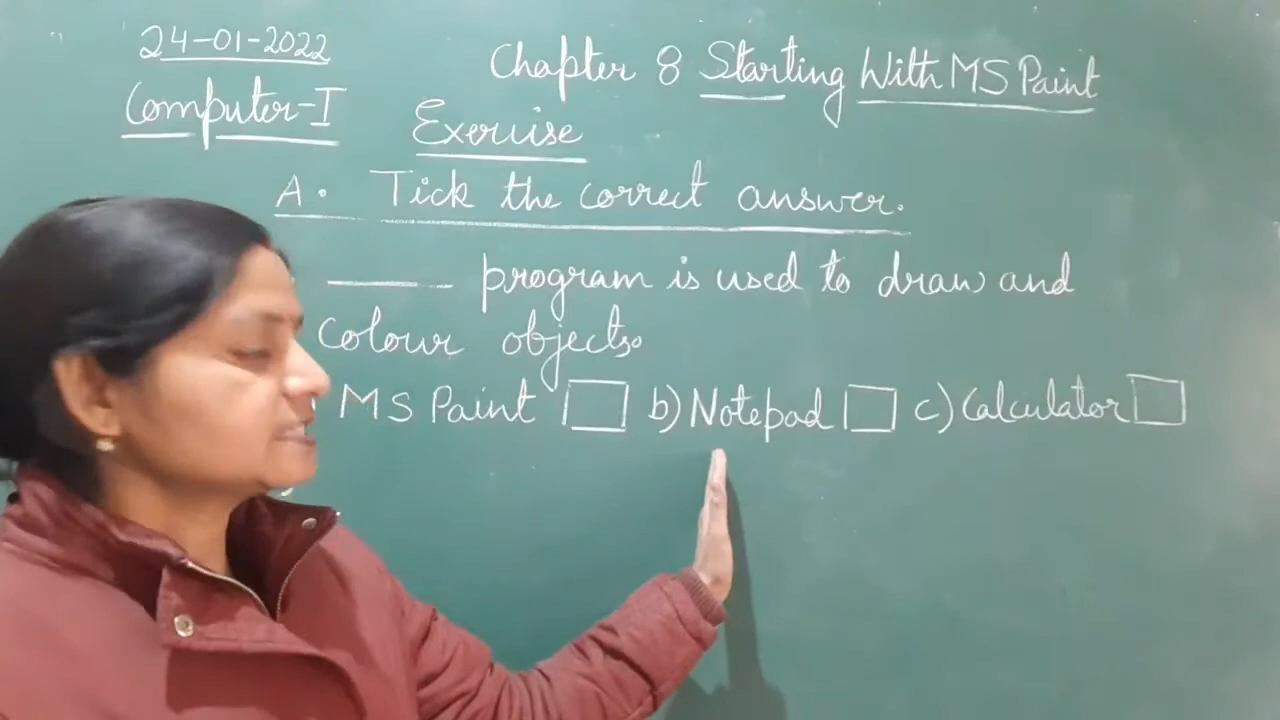 24-01-2022
Chapter 8 Starting With MS Paint
Computer-I
Exercise
A. Tick the correct answer.
____ program is used to draw and
colour objects.
MS Paint □ b) Notepad □ c) Calculator □